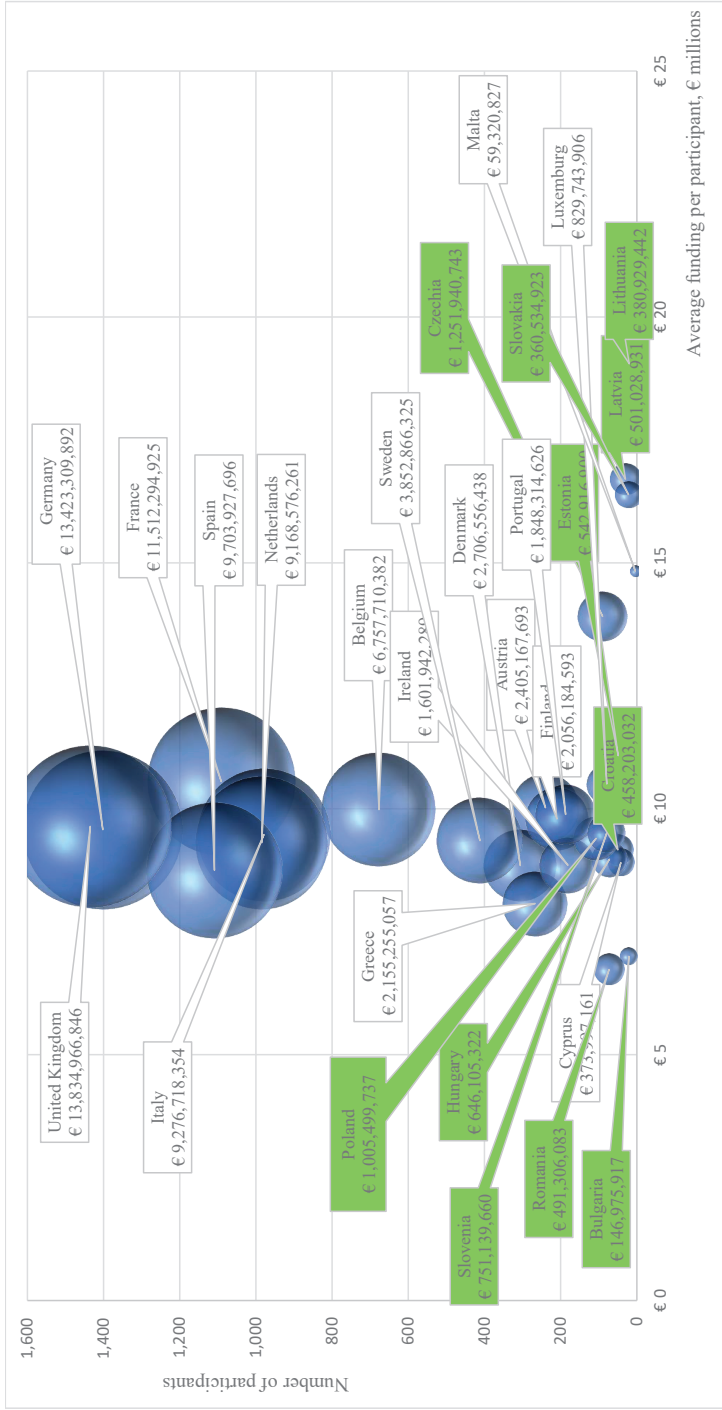 1,600
1,400
1,200
1,000
800
600
400
200
0
Number of participants
€ 0
€ 5
€ 10
€ 15
€ 20
€ 25
Average funding per participant, € millions
United Kingdom
€ 13,834,966,846
Germany
€ 13,423,309,892
France
€ 11,512,294,925
Italy
€ 9,276,718,354
Spain
€ 9,703,927,696
Netherlands
€ 9,168,576,261
Belgium
€ 6,757,710,382
Sweden
€ 3,852,866,325
Greece
€ 2,155,255,057
Ireland
Denmark
€ 2,706,556,438
Austria
€ 2,405,167,693
€ 2,056,184,593
Portugal
€ 1,848,314,626
Poland
€ 1,005,499,737
Hungary
€ 646,105,322
Slovenia
€ 751,139,660
Romania
€ 491,306,083
Bulgaria
€ 146,975,917
Cyprus
Croatia
€ 458,203,032
Estonia
Czechia
€ 1,251,940,743
Slovakia
€ 360,534,923
Latvia
€ 501,028,931
Lithuania
€ 380,929,442
Malta
€ 59,320,827
Luxemburg
€ 829,743,906